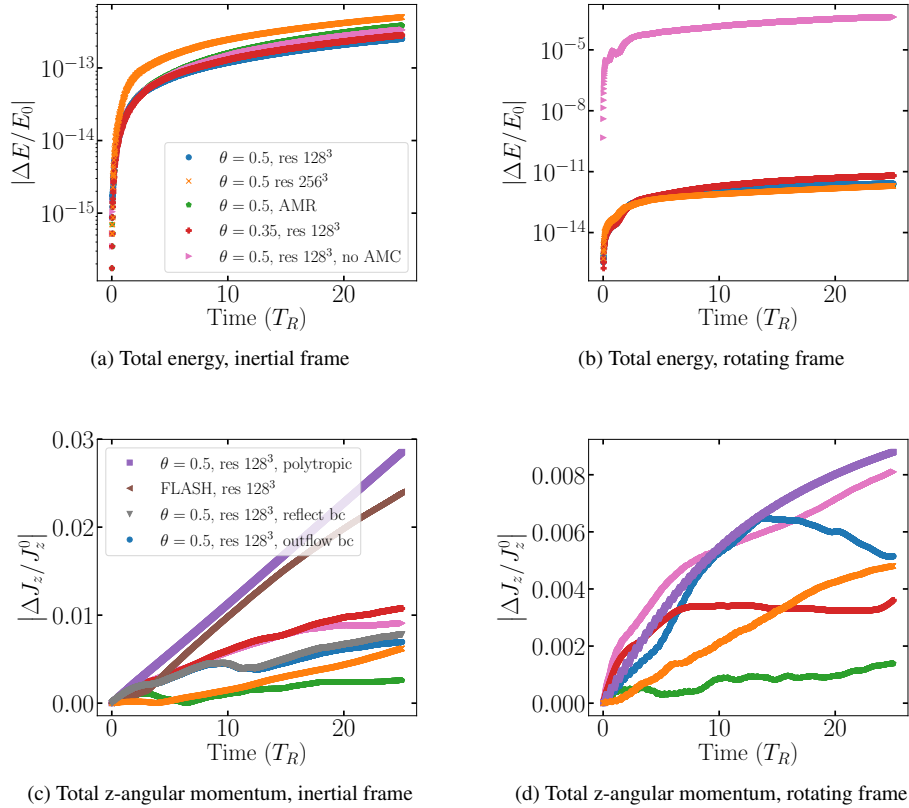 |ΔE/E₀|
10⁻¹³
10⁻¹⁴
10⁻¹⁵
θ = 0.5, res 128³
θ = 0.5 res 256³
θ = 0.5, AMR
θ = 0.35, res 128³
θ = 0.5, res 128³, no AMC
0 10 20
Time (T_R)
(a) Total energy, inertial frame
|ΔE/E₀|
10⁻⁵
10⁻⁸
10⁻¹¹
10⁻¹⁴
0 10 20
Time (T_R)
(b) Total energy, rotating frame
|ΔJ_z/J_z⁰|
0.03
0.02
0.01
0.00
θ = 0.5, res 128³, polytropic
FLASH, res 128³
θ = 0.5, res 128³, reflect bc
θ = 0.5, res 128³, outflow bc
0 10 20
Time (T_R)
(c) Total z-angular momentum, inertial frame
|ΔJ_z/J_z⁰|
0.008
0.006
0.004
0.002
0.000
0 10 20
Time (T_R)
(d) Total z-angular momentum, rotating frame